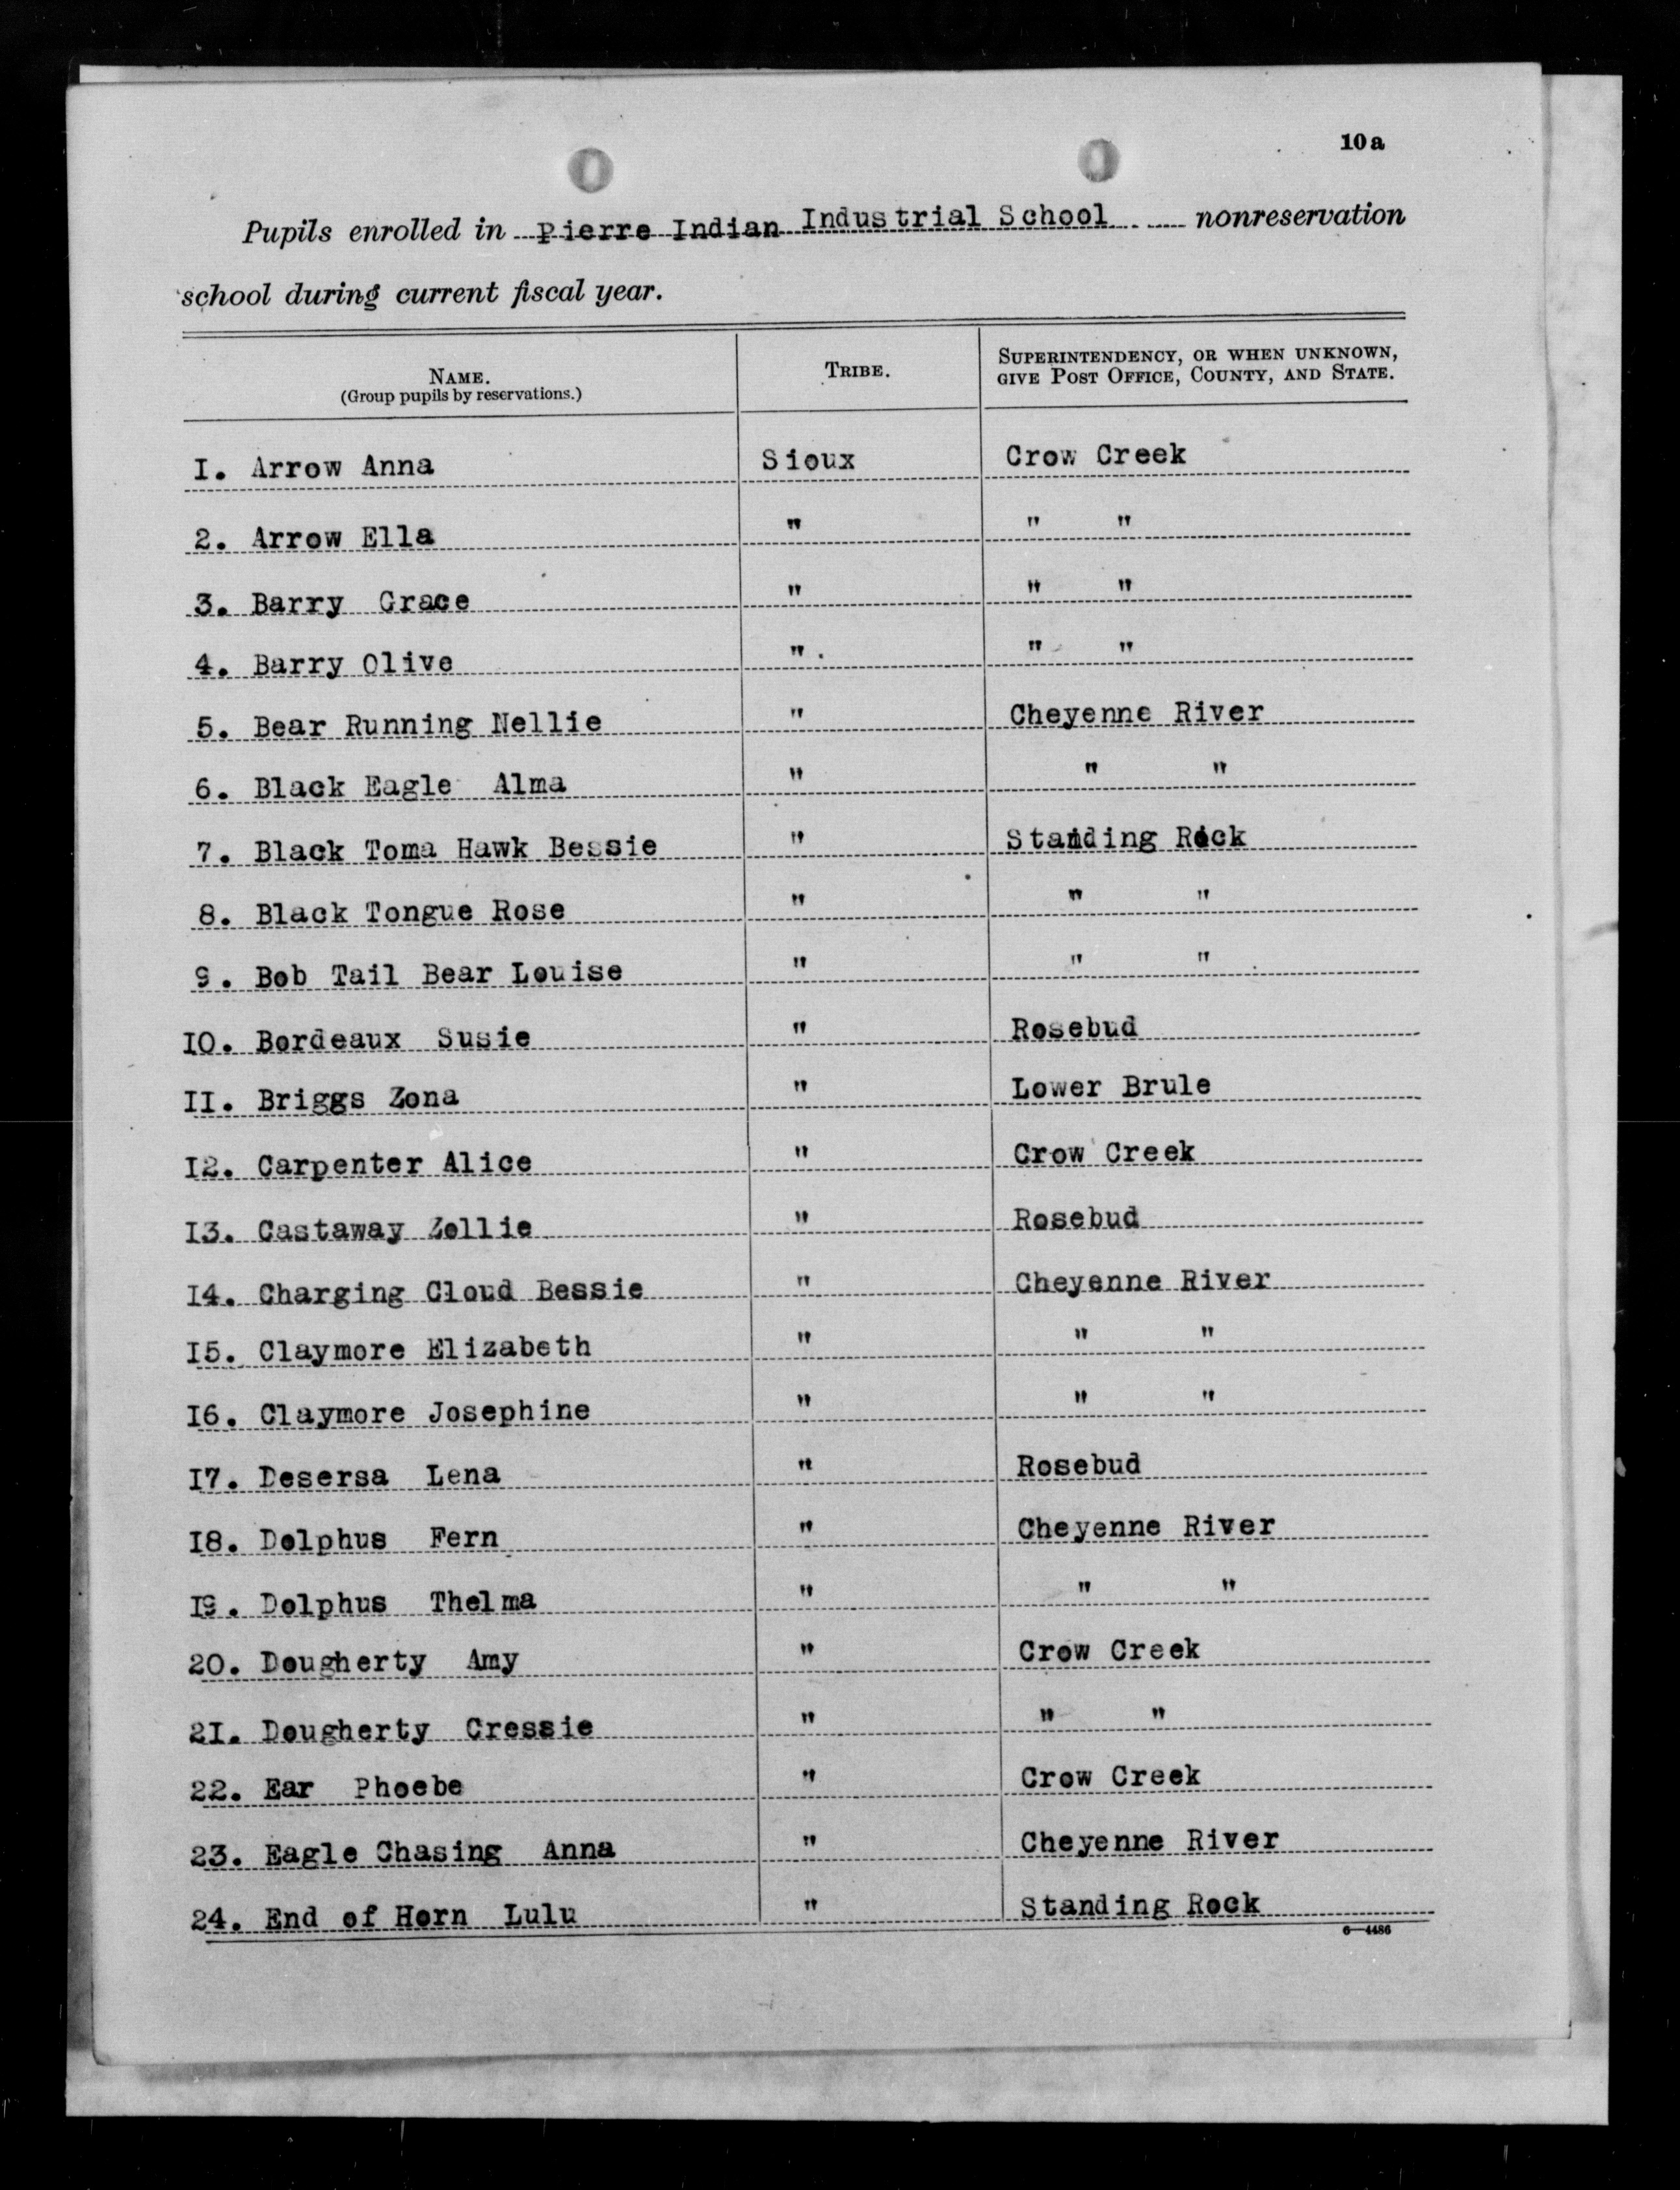 10a
Pupils enrolled in Pierre Indian Industrial School nonreservation
school during current fiscal year.
NAME. TRIBE. SUPERINTENDENCY, OR WHEN UNKNOWN,
(Group pupils by reservations.) GIVE POST OFFICE, COUNTY, AND STATE.
1. Arrow Anna Sioux Crow Creek
2. Arrow Ella " " "
3. Barry Grace " " "
4. Barry Olive " " "
5. Bear Running Nellie " Cheyenne River
6. Black Eagle Alma " " "
7. Black Toma Hawk Bessie " Standing Rock
8. Black Tongue Rose " " "
9. Bob Tail Bear Louise " " "
10. Bordeaux Susie " Rosebud
11. Briggs Zona " Lower Brule
12. Carpenter Alice " Crow Creek
13. Castaway Zollie " Rosebud
14. Charging Cloud Bessie " Cheyenne River
15. Claymore Elizabeth " " "
16. Claymore Josephine " " "
17. Desersa Lena " Rosebud
18. Dolphus Fern " Cheyenne River
19. Dolphus Thelma " " "
20. Dougherty Amy " Crow Creek
21. Dougherty Cressie " " "
22. Ear Phoebe " Crow Creek
23. Eagle Chasing Anna " Cheyenne River
24. End of Horn Lulu " Standing Rock
6—4486